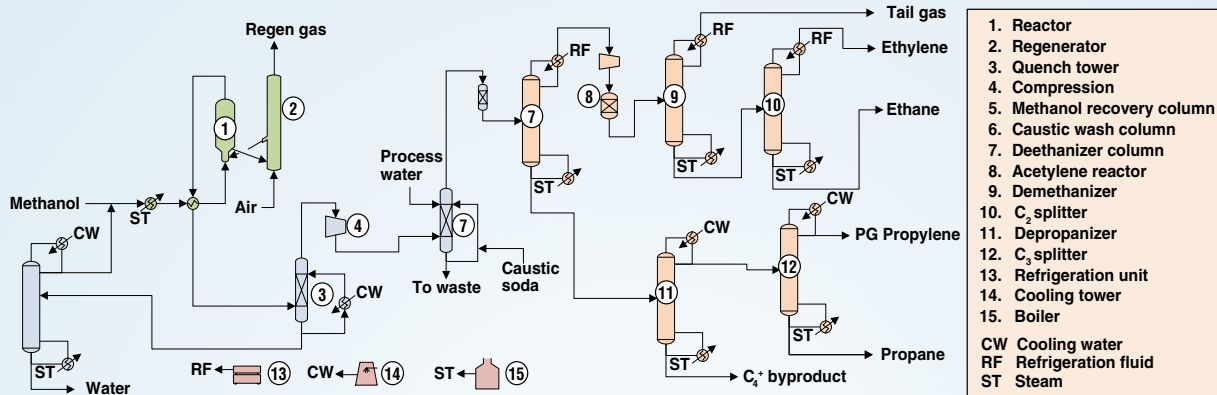 Regen gas
1
2
Methanol
ST
Air
CW
ST
Water
3
CW
4
Process
water
7
Caustic
soda
To waste
7
RF
ST
8
9
RF
ST
10
RF
ST
Tail gas
Ethylene
Ethane
11
CW
ST
12
CW
ST
PG Propylene
Propane
C₄⁺ byproduct
RF
13
CW
14
ST
15
1. Reactor
2. Regenerator
3. Quench tower
4. Compression
5. Methanol recovery column
6. Caustic wash column
7. Deethanizer column
8. Acetylene reactor
9. Demethanizer
10. C₂ splitter
11. Depropanizer
12. C₃ splitter
13. Refrigeration unit
14. Cooling tower
15. Boiler
CW Cooling water
RF Refrigeration fluid
ST Steam